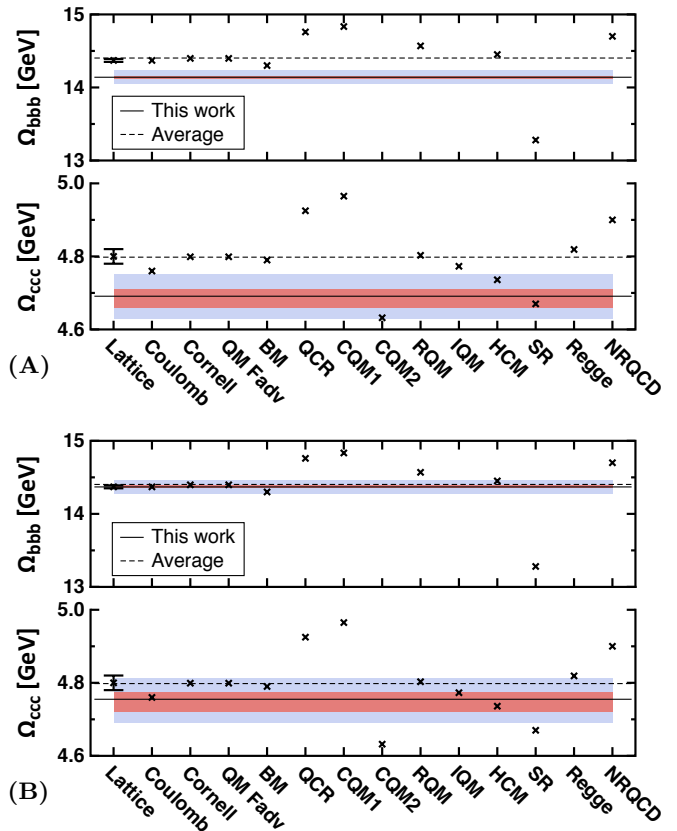 15
14
13
Ω_bbb [GeV]
This work
Average
5.0
4.8
4.6
Ω_ccc [GeV]
Lattice
Coulomb
Cornell
QM Fadv
BM
QCR
CQM1
CQM2
RQM
IQM
HCM
SR
Regge
NRQCD
(A)
15
14
13
Ω_bbb [GeV]
This work
Average
5.0
4.8
4.6
Ω_ccc [GeV]
Lattice
Coulomb
Cornell
QM Fadv
BM
QCR
CQM1
CQM2
RQM
IQM
HCM
SR
Regge
NRQCD
(B)